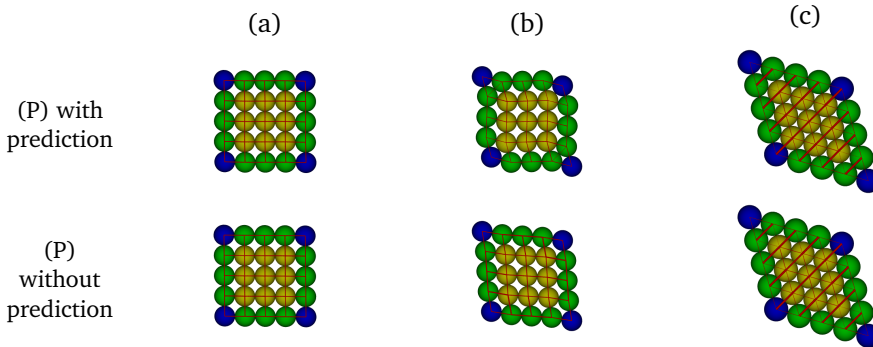 (a)
(b)
(c)
(P) with
prediction
(P)
without
prediction